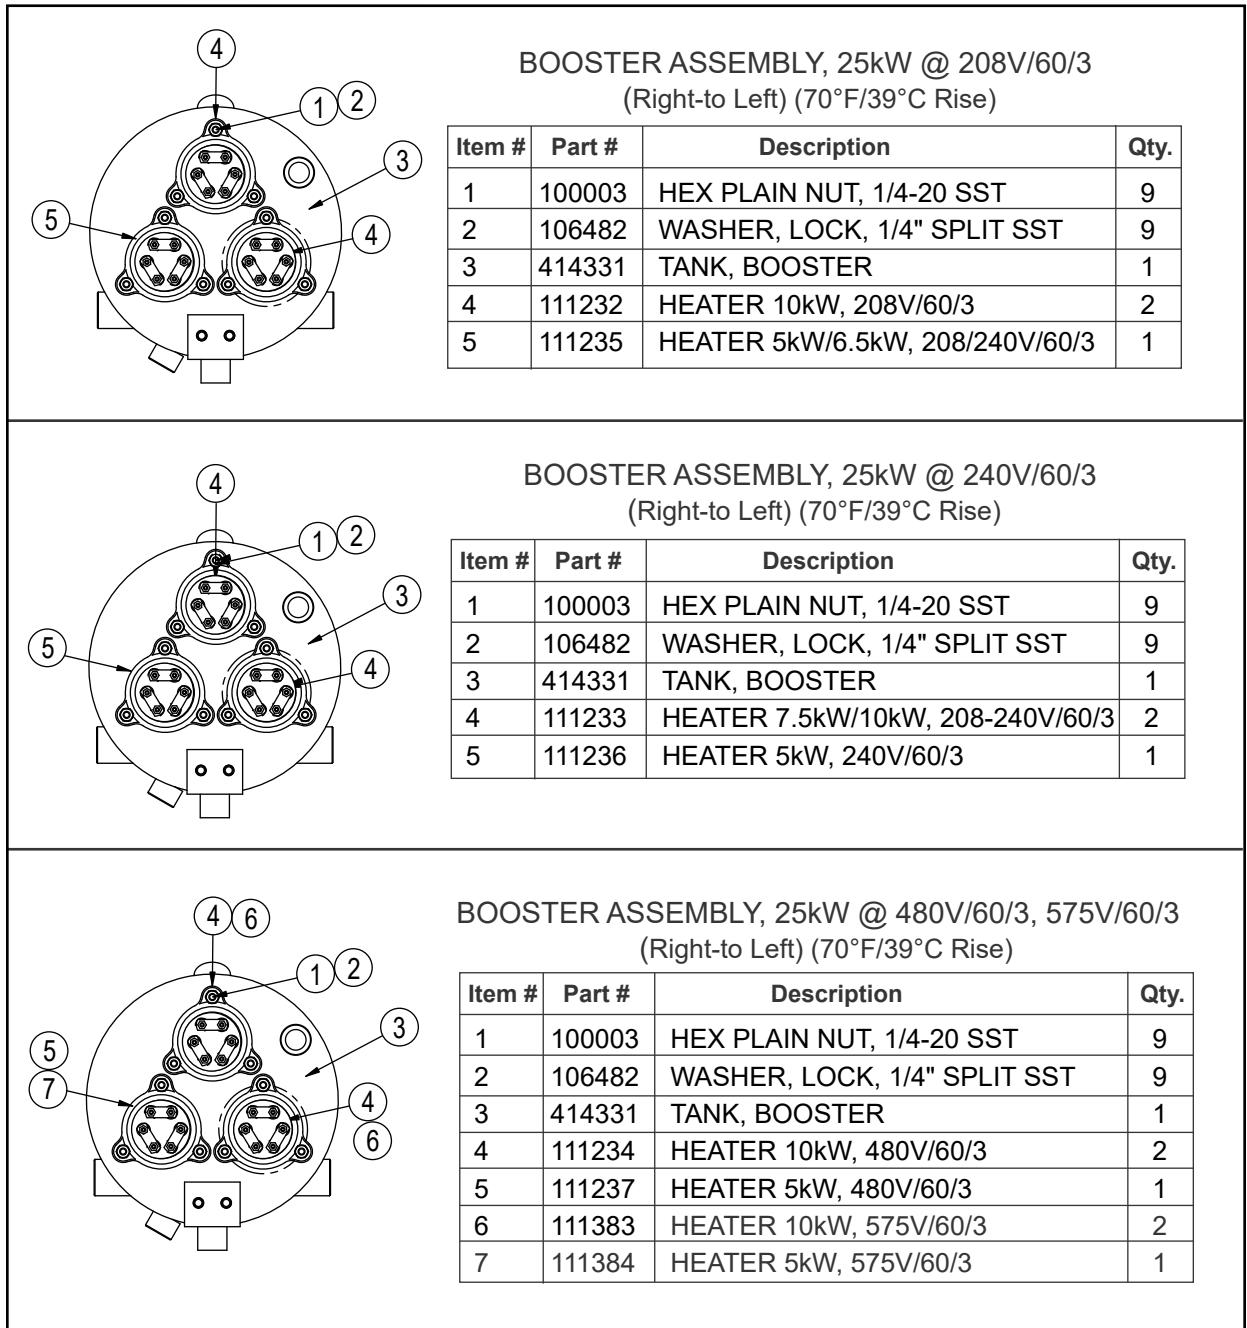 4
1 2
3
5
4
BOOSTER ASSEMBLY, 25kW @ 208V/60/3
(Right-to Left) (70°F/39°C Rise)
Item # Part # Description Qty.
1 100003 HEX PLAIN NUT, 1/4-20 SST 9
2 106482 WASHER, LOCK, 1/4" SPLIT SST 9
3 414331 TANK, BOOSTER 1
4 111232 HEATER 10kW, 208V/60/3 2
5 111235 HEATER 5kW/6.5kW, 208/240V/60/3 1
4
1 2
3
5
4
BOOSTER ASSEMBLY, 25kW @ 240V/60/3
(Right-to Left) (70°F/39°C Rise)
Item # Part # Description Qty.
1 100003 HEX PLAIN NUT, 1/4-20 SST 9
2 106482 WASHER, LOCK, 1/4" SPLIT SST 9
3 414331 TANK, BOOSTER 1
4 111233 HEATER 7.5kW/10kW, 208-240V/60/3 2
5 111236 HEATER 5kW, 240V/60/3 1
4 6
1 2
3
5
7
4
6
BOOSTER ASSEMBLY, 25kW @ 480V/60/3, 575V/60/3
(Right-to Left) (70°F/39°C Rise)
Item # Part # Description Qty.
1 100003 HEX PLAIN NUT, 1/4-20 SST 9
2 106482 WASHER, LOCK, 1/4" SPLIT SST 9
3 414331 TANK, BOOSTER 1
4 111234 HEATER 10kW, 480V/60/3 2
5 111237 HEATER 5kW, 480V/60/3 1
6 111383 HEATER 10kW, 575V/60/3 2
7 111384 HEATER 5kW, 575V/60/3 1